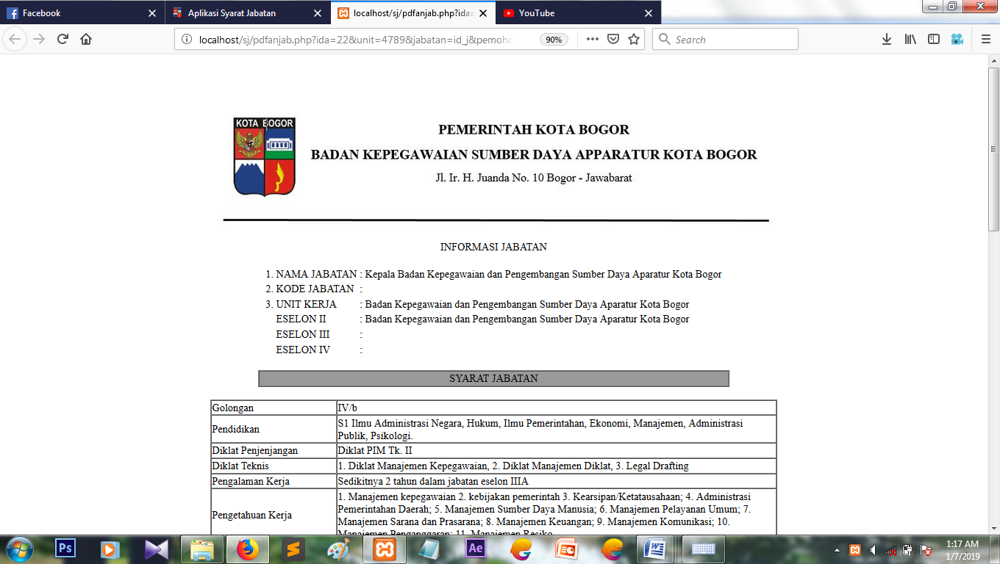 Facebook
Aplikasi Syarat Jabatan
localhost/sj/pdfanjab.php?ida=
YouTube
localhost/sj/pdfanjab.php?ida=22&unit=4789&jabatan=id_j&pemoho
90%
Search
KOTA BOGOR
PEMERINTAH KOTA BOGOR
BADAN KEPEGAWAIAN SUMBER DAYA APPARATUR KOTA BOGOR
Jl. Ir. H. Juanda No. 10 Bogor - Jawabarat
INFORMASI JABATAN
1. NAMA JABATAN : Kepala Badan Kepegawaian dan Pengembangan Sumber Daya Aparatur Kota Bogor
2. KODE JABATAN :
3. UNIT KERJA : Badan Kepegawaian dan Pengembangan Sumber Daya Aparatur Kota Bogor
ESELON II : Badan Kepegawaian dan Pengembangan Sumber Daya Aparatur Kota Bogor
ESELON III :
ESELON IV :
SYARAT JABATAN
Golongan IV/b
Pendidikan S1 Ilmu Administrasi Negara, Hukum, Ilmu Pemerintahan, Ekonomi, Manajemen, Administrasi
Publik, Psikologi.
Diklat Penjenjangan Diklat PIM Tk. II
Diklat Teknis 1. Diklat Manajemen Kepegawaian, 2. Diklat Manajemen Diklat, 3. Legal Drafting
Pengalaman Kerja Sedikitnya 2 tahun dalam jabatan eselon IIIA
Pengetahuan Kerja 1. Manajemen kepegawaian 2. kebijakan pemerintah 3. Kearsipan/Ketatausahaan; 4. Administrasi
Pemerintahan Daerah; 5. Manajemen Sumber Daya Manusia; 6. Manajemen Pelayanan Umum; 7.
Manajemen Sarana dan Prasarana; 8. Manajemen Keuangan; 9. Manajemen Komunikasi; 10.
Manajemen Penganggaran; 11. Manajemen Resiko
Ps
Ae
1:17 AM
1/7/2019